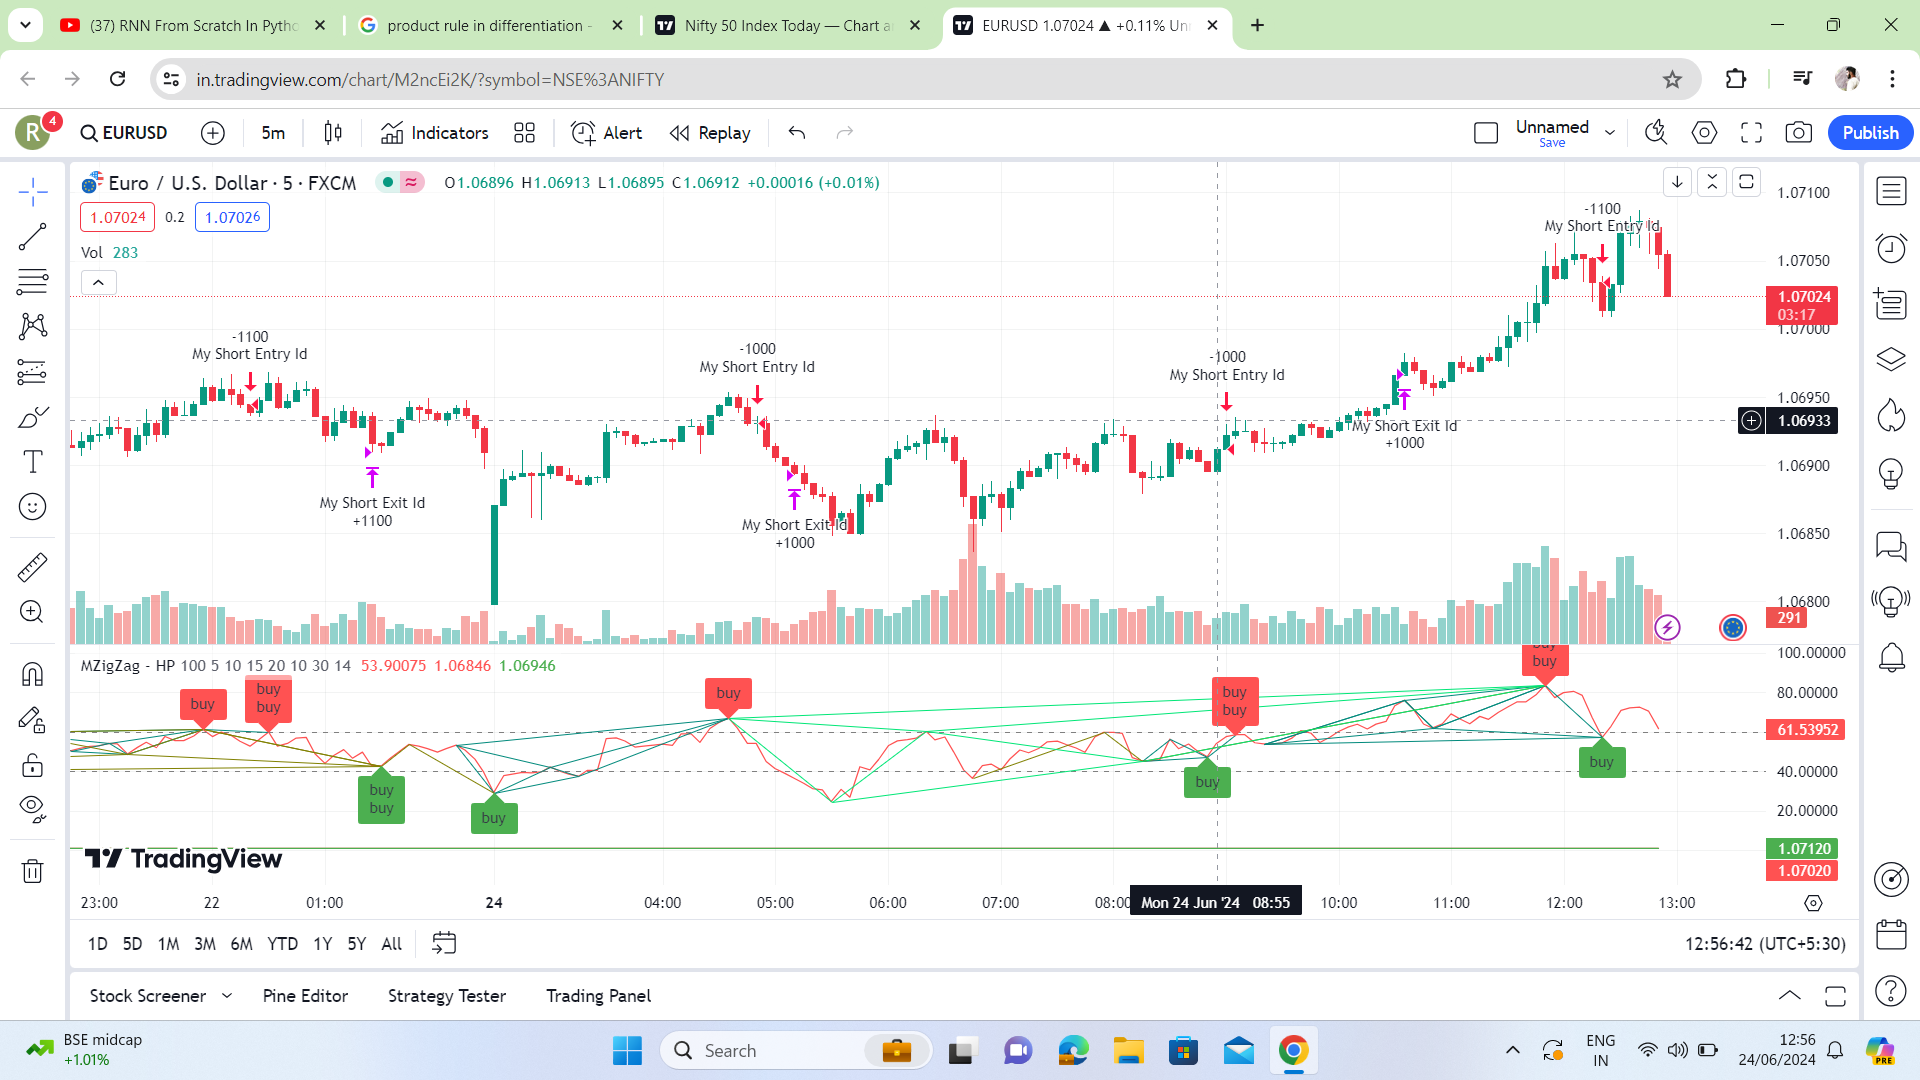 (37) RNN From Scratch In Pytho
product rule in differentiation -
Nifty 50 Index Today — Chart a
EURUSD 1.07024 ▲ +0.11% Un
in.tradingview.com/chart/M2ncEi2K/?symbol=NSE%3ANIFTY
R
4
EURUSD
5m
Indicators
Alert
Replay
Unnamed
Save
Publish
Euro / U.S. Dollar · 5 · FXCM
O1.06896 H1.06913 L1.06895 C1.06912 +0.00016 (+0.01%)
1.07024
0.2
1.07026
Vol 283
-1100
My Short Entry Id
My Short Exit Id
+1100
-1000
My Short Entry Id
My Short Exit Id
+1000
-1000
My Short Entry Id
My Short Exit Id
+1000
-1100
My Short Entry Id
1.07100
1.07050
1.07024
03:17
1.07000
1.06950
1.06933
1.06900
1.06850
1.06800
291
MZigZag - HP 100 5 10 15 20 10 30 14 53.90075 1.06846 1.06946
buy
buy
buy
buy
buy
buy
buy
buy
buy
buy
buy
buy
buy
100.00000
80.00000
61.53952
40.00000
20.00000
1.07120
1.07020
TradingView
23:00
22
01:00
24
04:00
05:00
06:00
07:00
08:00
Mon 24 Jun '24 08:55
10:00
11:00
12:00
13:00
1D 5D 1M 3M 6M YTD 1Y 5Y All
12:56:42 (UTC+5:30)
Stock Screener
Pine Editor
Strategy Tester
Trading Panel
BSE midcap
+1.01%
Search
ENG
IN
12:56
24/06/2024
PRE